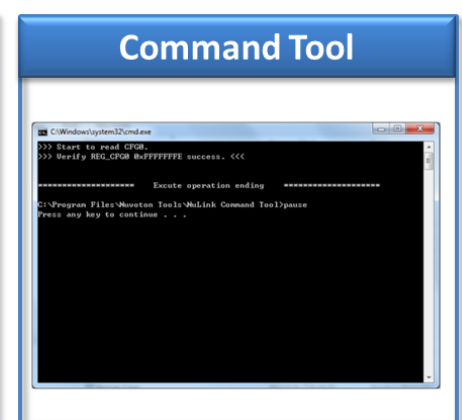 Command Tool
C:\Windows\system32\cmd.exe
>>> Start to read CFG0.
>>> Verify REG_CFG0 0xFFFFFFFE success. <<<
==================== Excute operation ending ====================
C:\Program Files\Nuvoton Tools\NuLink Command Tool>pause
Press any key to continue . . .